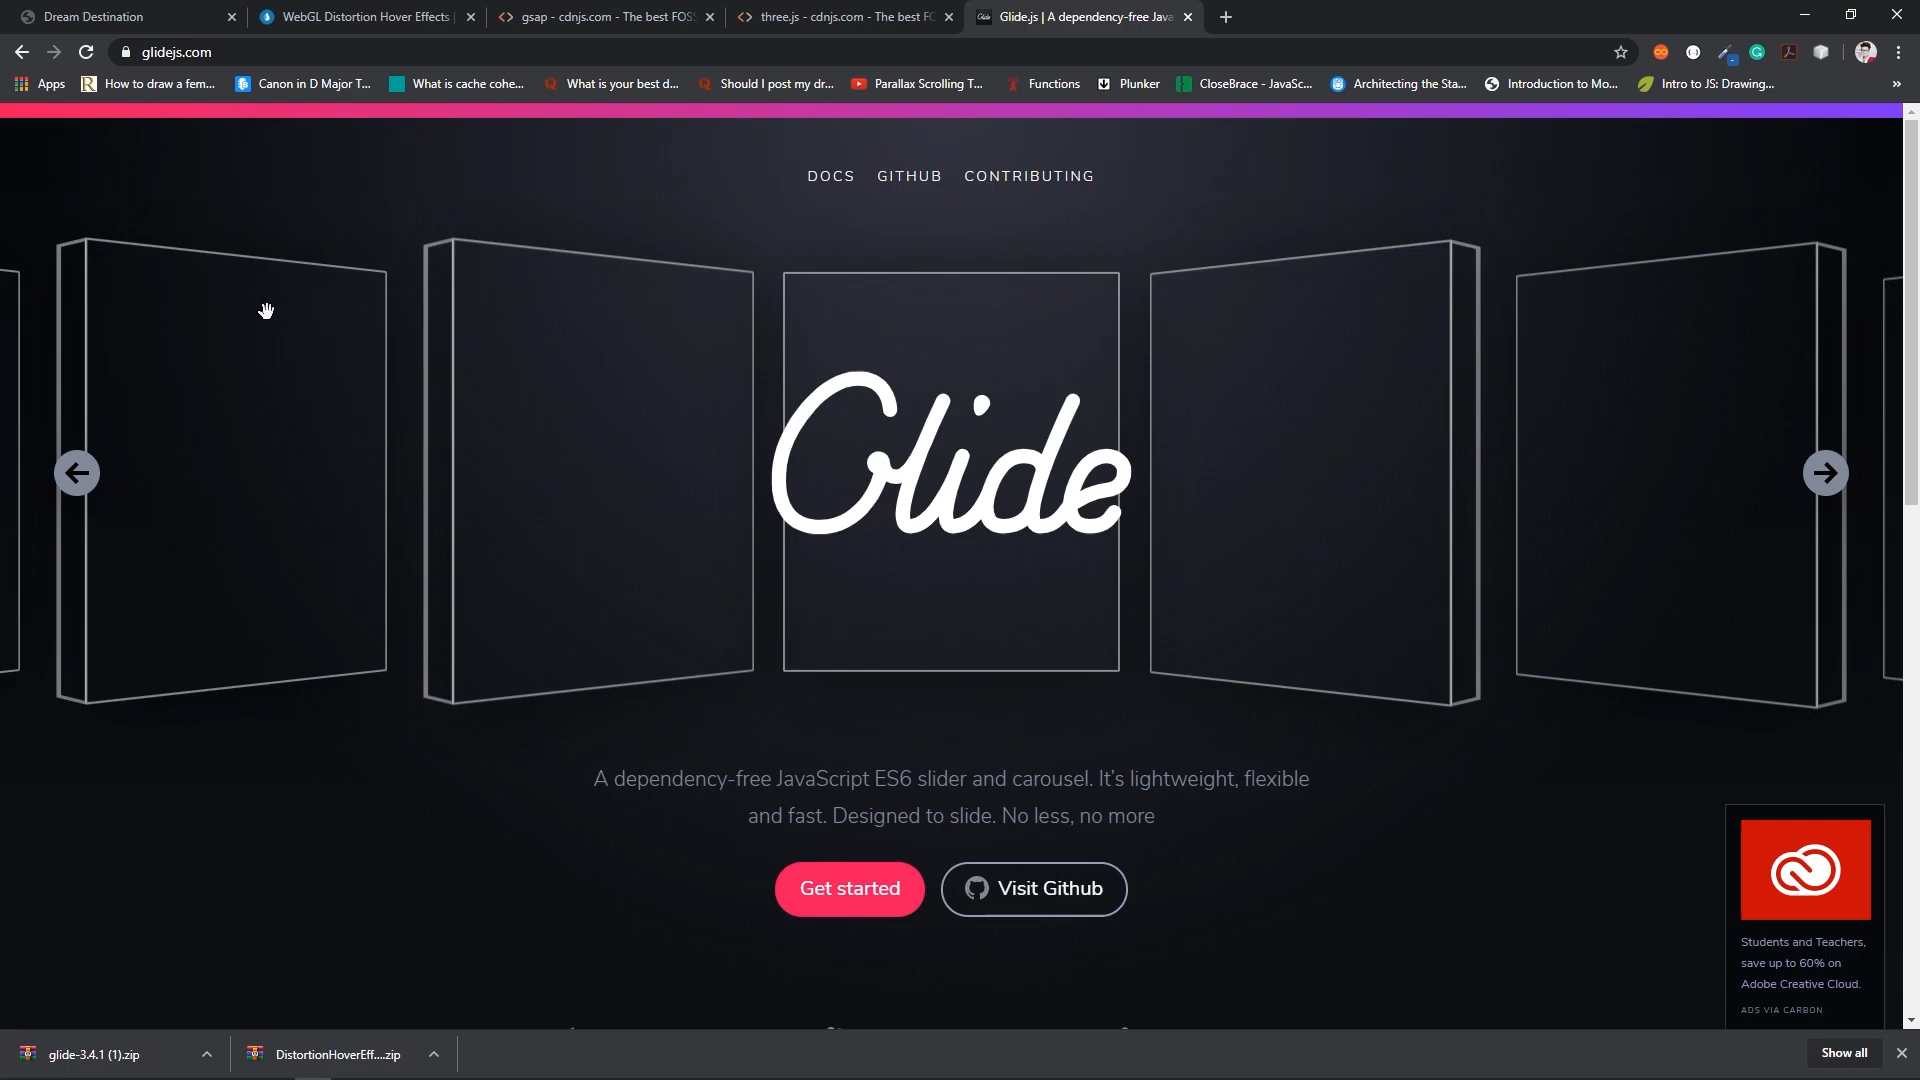 Dream Destination
WebGL Distortion Hover Effects
gsap - cdnjs.com - The best FOSS
three.js - cdnjs.com - The best FO
Glide.js | A dependency-free Java
glidejs.com
Apps
How to draw a fem...
Canon in D Major T...
What is cache cohe...
What is your best d...
Should I post my dr...
Parallax Scrolling T...
Functions
Plunker
CloseBrace - JavaSc...
Architecting the Sta...
Introduction to Mo...
Intro to JS: Drawing...
DOCS GITHUB CONTRIBUTING
Glide
A dependency-free JavaScript ES6 slider and carousel. It's lightweight, flexible
and fast. Designed to slide. No less, no more
Get started
Visit Github
Students and Teachers,
save up to 60% on
Adobe Creative Cloud.
ADS VIA CARBON
glide-3.4.1 (1).zip
DistortionHoverEff....zip
Show all